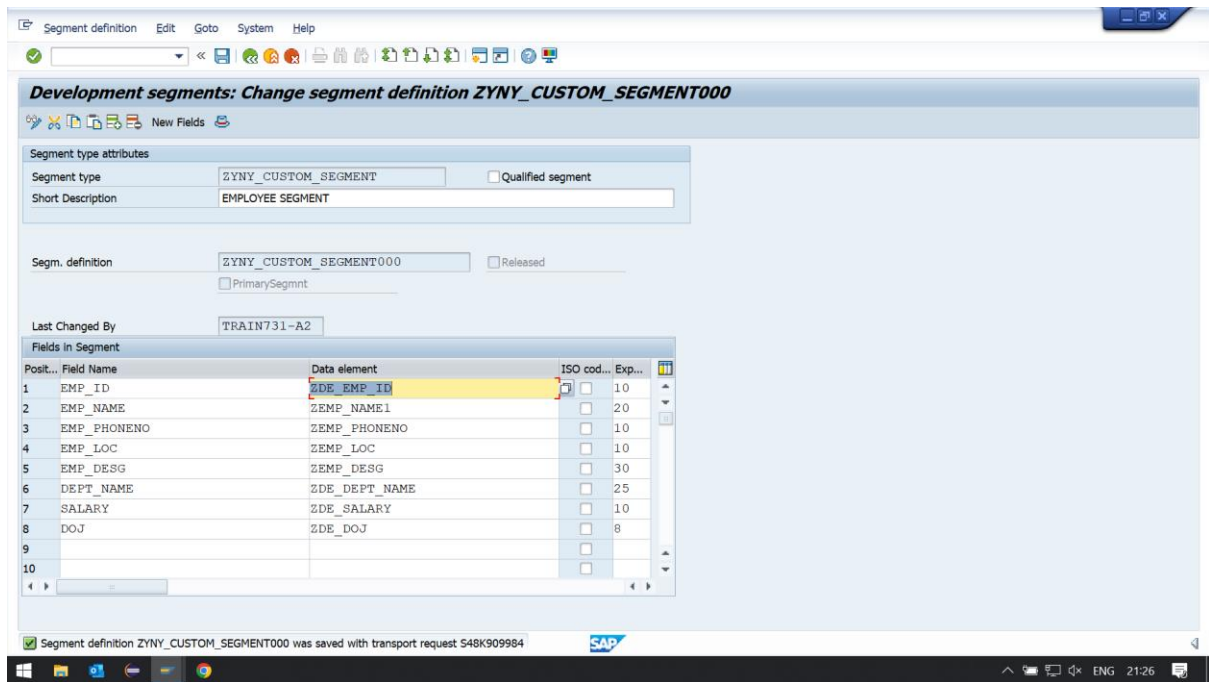 Segment definition Edit Goto System Help
Development segments: Change segment definition ZYNY_CUSTOM_SEGMENT000
New Fields
Segment type attributes
Segment type ZYNY_CUSTOM_SEGMENT Qualified segment
Short Description EMPLOYEE SEGMENT
Segm. definition ZYNY_CUSTOM_SEGMENT000 Released
PrimarySegmnt
Last Changed By TRAIN731-A2
Fields in Segment
Posit... Field Name Data element ISO cod... Exp...
1 EMP_ID ZDE_EMP_ID 10
2 EMP_NAME ZEMP_NAME1 20
3 EMP_PHONENO ZEMP_PHONENO 10
4 EMP_LOC ZEMP_LOC 10
5 EMP_DESG ZEMP_DESG 30
6 DEPT_NAME ZDE_DEPT_NAME 25
7 SALARY ZDE_SALARY 10
8 DOJ ZDE_DOJ 8
9
10
Segment definition ZYNY_CUSTOM_SEGMENT000 was saved with transport request S48K909984 SAP
ENG 21:26